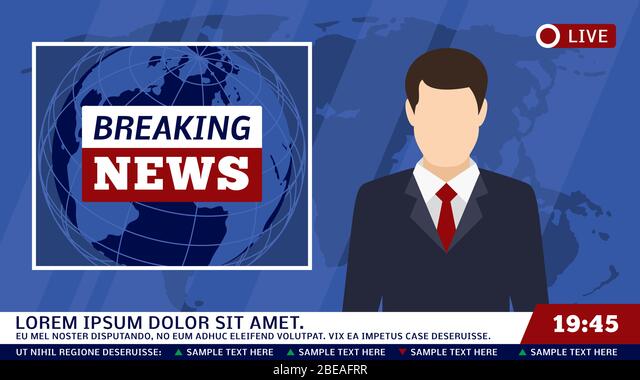 LIVE
BREAKING
NEWS
LOREM IPSUM DOLOR SIT AMET.
EU MEL NOSTER DISPUTANDO, NO EUM ADHUC ELEIFEND VOLUTPAT. VIX EA IMPETUS CASE DESERUISSE.
19:45
UT NIHIL REGIONE DESERUISSE: ▲ SAMPLE TEXT HERE ▲ SAMPLE TEXT HERE ▼ SAMPLE TEXT HERE ▲ SAMPLE TEXT HERE
alamy - 2BEAFRR